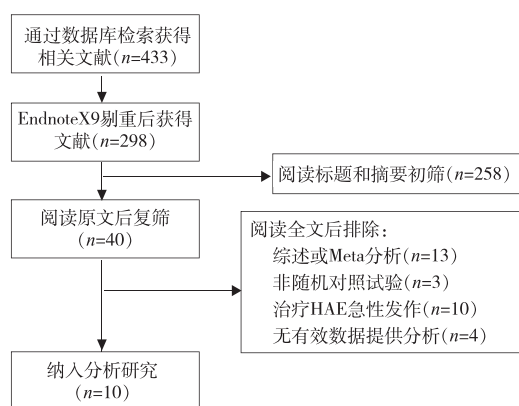 通过数据库检索获得
相关文献(n=433)
EndnoteX9剔重后获得
文献(n=298)
阅读标题和摘要初筛(n=258)
阅读原文后复筛
(n=40)
阅读全文后排除：
综述或Meta分析(n=13)
非随机对照试验(n=3)
治疗HAE急性发作(n=10)
无有效数据提供分析(n=4)
纳入分析研究
(n=10)